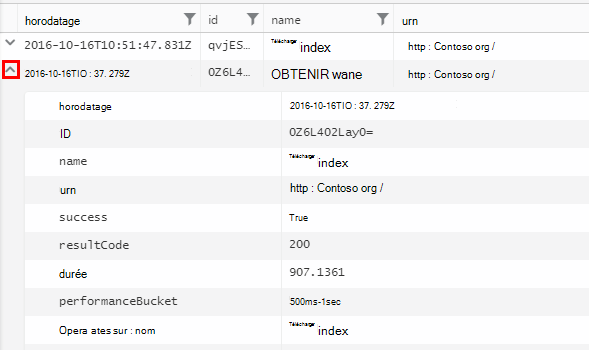 horodatage id name urn
2016-10-16T10:51:47.831Z qvjES… Télécharger index http : Contoso org /
2016-10-16TIO : 37. 279Z 0Z6L4… OBTENIR wane http : Contoso org /
horodatage 2016-10-16TIO : 37. 279Z
ID 0Z6L402LayO=
name Télécharger index
urn http : Contoso org /
success True
resultCode 200
durée 907.1361
performanceBucket 500ms-1sec
Opera ates sur : nom Télécharger index